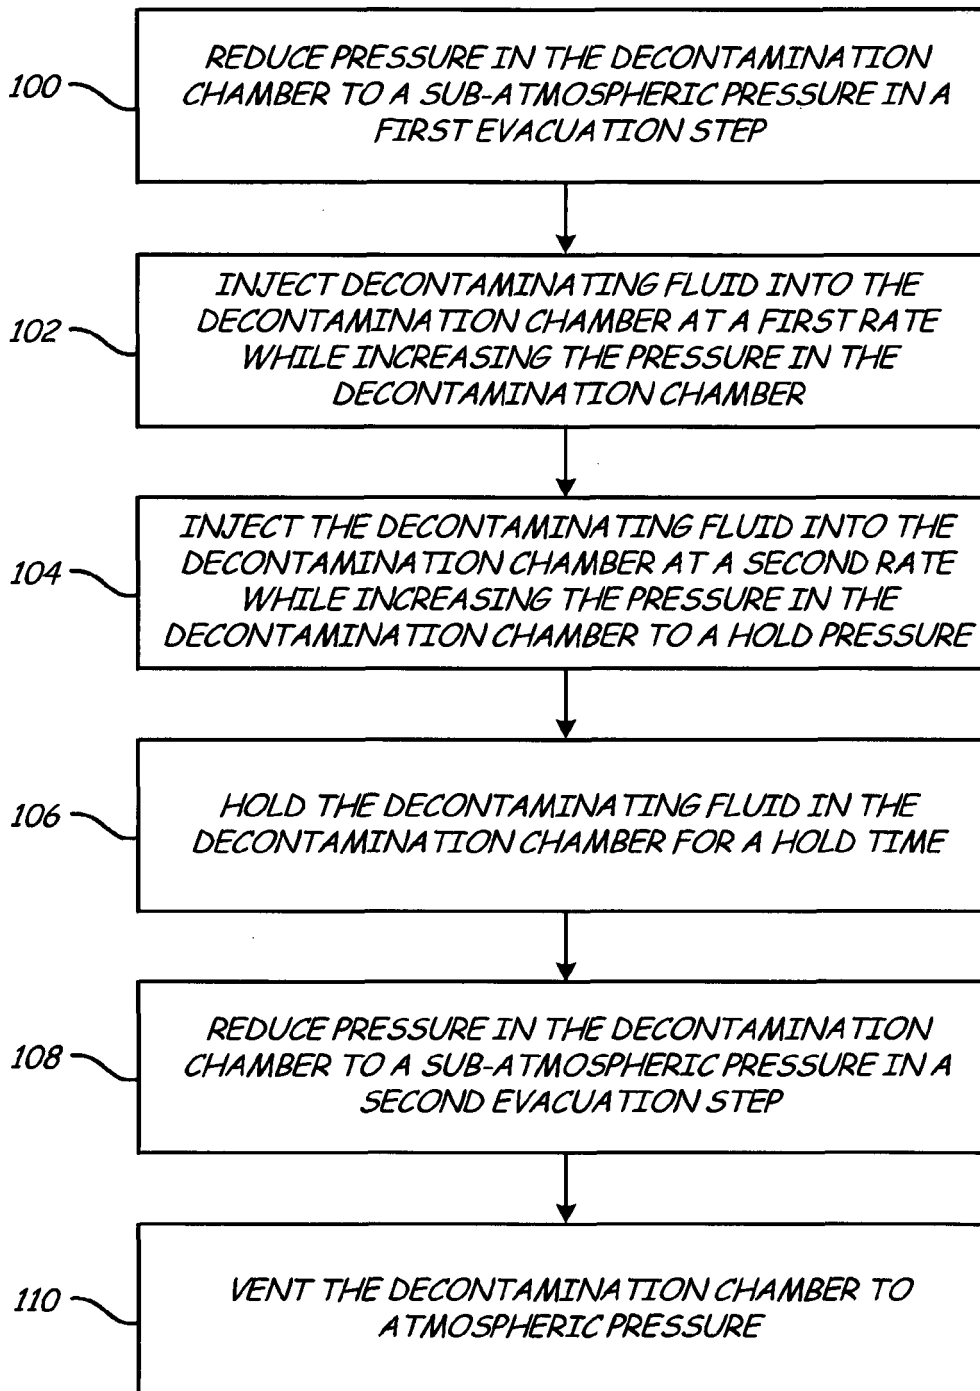 100
REDUCE PRESSURE IN THE DECONTAMINATION
CHAMBER TO A SUB-ATMOSPHERIC PRESSURE IN A
FIRST EVACUATION STEP
102
INJECT DECONTAMINATING FLUID INTO THE
DECONTAMINATION CHAMBER AT A FIRST RATE
WHILE INCREASING THE PRESSURE IN THE
DECONTAMINATION CHAMBER
104
INJECT THE DECONTAMINATING FLUID INTO THE
DECONTAMINATION CHAMBER AT A SECOND RATE
WHILE INCREASING THE PRESSURE IN THE
DECONTAMINATION CHAMBER TO A HOLD PRESSURE
106
HOLD THE DECONTAMINATING FLUID IN THE
DECONTAMINATION CHAMBER FOR A HOLD TIME
108
REDUCE PRESSURE IN THE DECONTAMINATION
CHAMBER TO A SUB-ATMOSPHERIC PRESSURE IN A
SECOND EVACUATION STEP
110
VENT THE DECONTAMINATION CHAMBER TO
ATMOSPHERIC PRESSURE